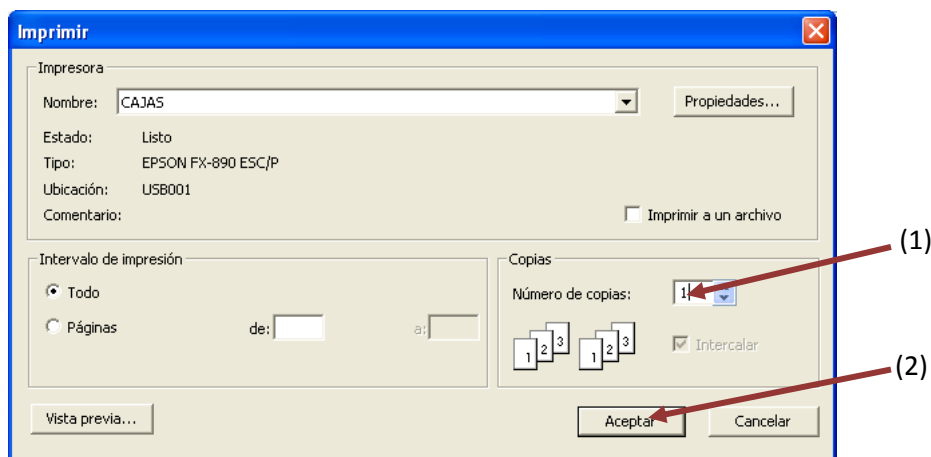 Imprimir
Impresora
Nombre: CAJAS Propiedades...
Estado: Listo
Tipo: EPSON FX-890 ESC/P
Ubicación: USB001
Comentario: Imprimir a un archivo
(1)
Intervalo de impresión Copias
Todo Número de copias: 1
Páginas de: a:
1 2 3 1 2 3 Intercalar
(2)
Vista previa... Aceptar Cancelar